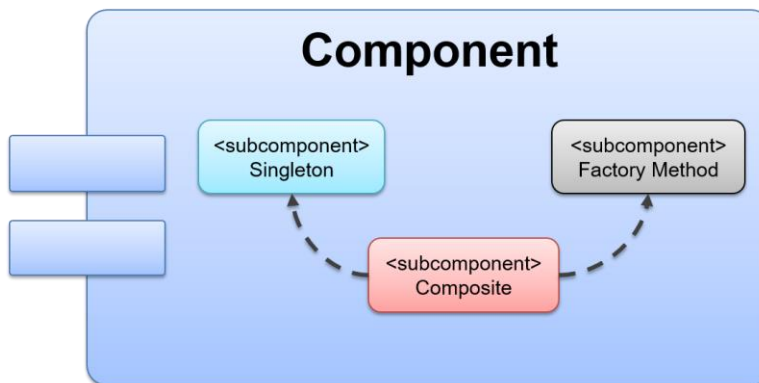 Component
<subcomponent>
Singleton
<subcomponent>
Factory Method
<subcomponent>
Composite